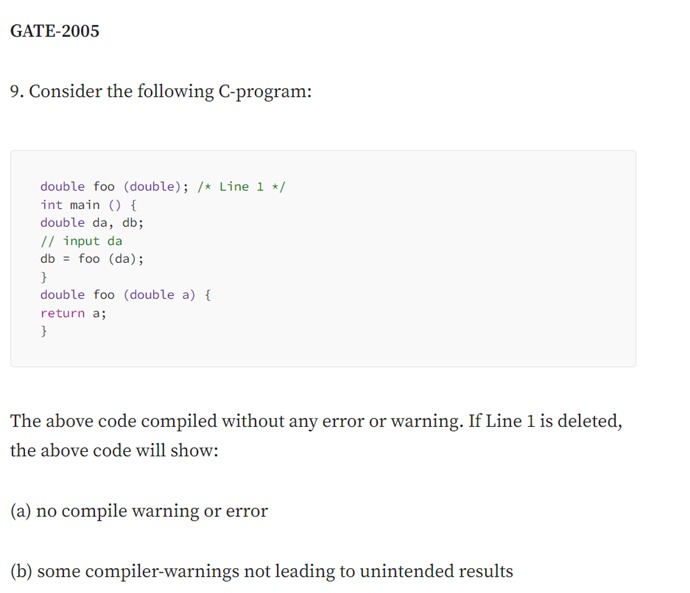 GATE-2005
9. Consider the following C-program:
double foo (double); /* Line 1 */
int main () {
double da, db;
// input da
db = foo (da);
}
double foo (double a) {
return a;
}
The above code compiled without any error or warning. If Line 1 is deleted,
the above code will show:
(a) no compile warning or error
(b) some compiler-warnings not leading to unintended results